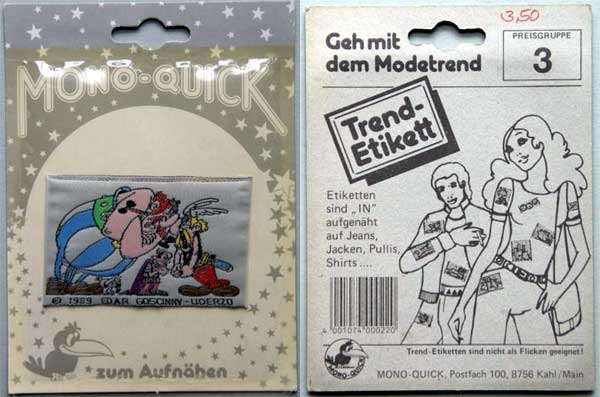 MONO-QUICK
© 1989 EDAR GOSCINNY-UDERZO
zum Aufnähen
3,50
Geh mit
dem Modetrend
PREISGRUPPE
3
Trend-
Etikett
Etiketten
sind „IN”
aufgenäht
auf Jeans,
Jacken, Pullis,
Shirts ....
4 001074 000220
Trend-Etiketten sind nicht als Flicken geeignet!
MONO-QUICK
MONO-QUICK, Postfach 100, 8756 Kahl/Main